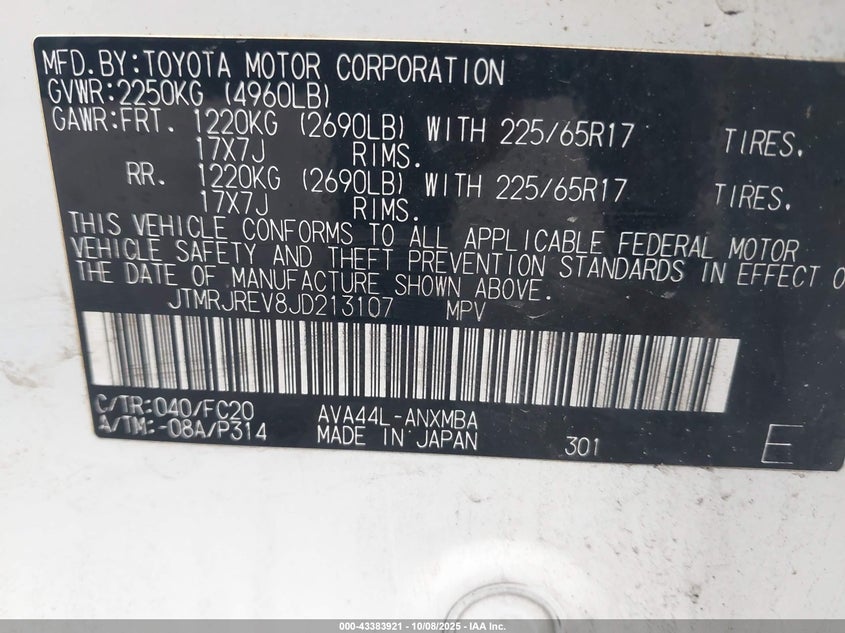 MFD.BY:TOYOTA MOTOR CORPORATION
GVWR:2250KG (4960LB)
GAWR:FRT. 1220KG (2690LB) WITH 225/65R17 TIRES.
17X7J RIMS.
RR. 1220KG (2690LB) WITH 225/65R17 TIRES.
17X7J RIMS.
THIS VEHICLE CONFORMS TO ALL APPLICABLE FEDERAL MOTOR
VEHICLE SAFETY AND THEFT PREVENTION STANDARDS IN EFFECT O
THE DATE OF MANUFACTURE SHOWN ABOVE.
JTMRJREV8JD213107 MPV
C/TR:040/FC20 AVA44L-ANXMBA
A/TM:-08A/P314 MADE IN JAPAN 301 E
000-43383921 - 10/08/2025 - IAA Inc.